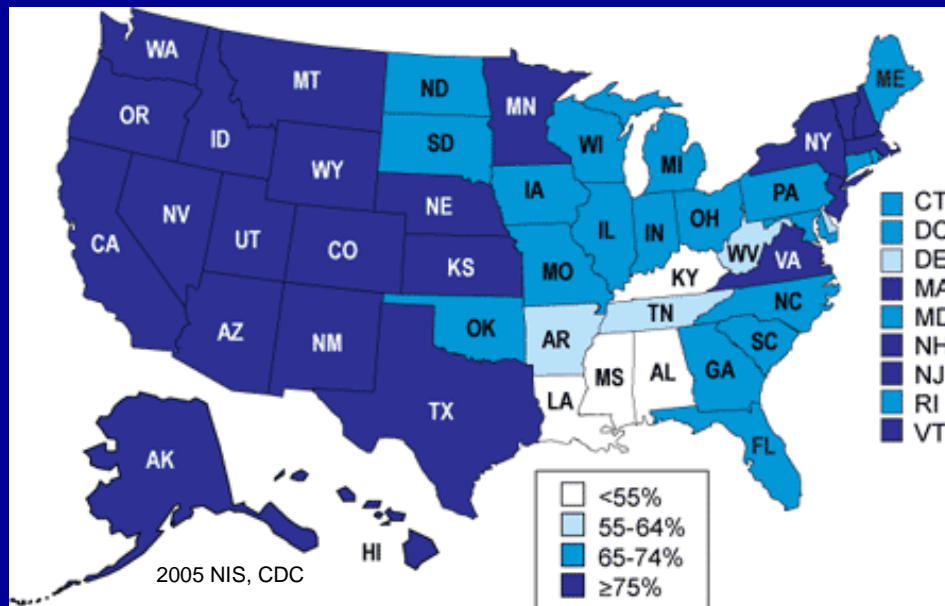 WA
MT
ND
MN
ME
OR
ID
SD
WI
NY
WY
MI
IA
PA
NV
NE
CA
UT
CO
IL
IN
OH
WV
VA
KS
MO
KY
NC
AZ
NM
OK
AR
TN
SC
MS
AL
GA
TX
LA
FL
AK
HI
CT
DC
DE
MA
MD
NH
NJ
RI
VT
<55%
55-64%
65-74%
≥75%
2005 NIS, CDC